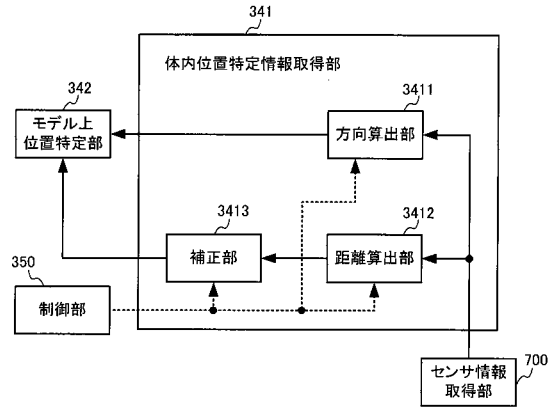 341
体内位置特定情報取得部
342
モデル上
位置特定部
3411
方向算出部
3413
補正部
3412
距離算出部
350
制御部
センサ情報
取得部
700